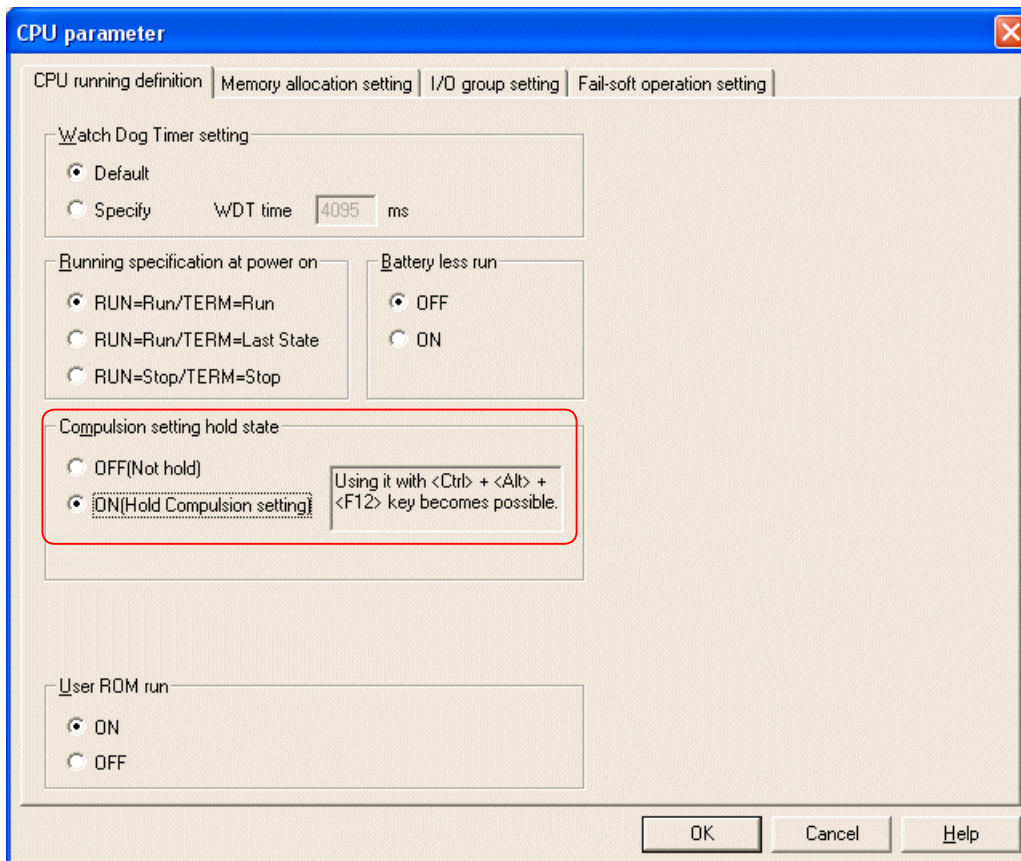 CPU parameter
CPU running definition Memory allocation setting I/O group setting Fail-soft operation setting
Watch Dog Timer setting
Default
Specify WDT time 4095 ms
Running specification at power on
RUN=Run/TERM=Run
RUN=Run/TERM=Last State
RUN=Stop/TERM=Stop
Battery less run
OFF
ON
Compulsion setting hold state
OFF(Not hold)
ON(Hold Compulsion setting)
Using it with <Ctrl> + <Alt> +
<F12> key becomes possible.
User ROM run
ON
OFF
OK Cancel Help